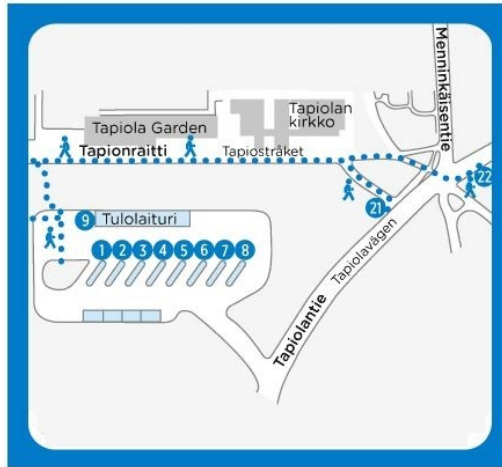 Menninkäisentie
Tapiola Garden
Tapiolan
kirkko
Tapionraitti
Tapiostråket
22
21
9
Tulolaituri
1 2 3 4 5 6 7 8
Tapiolantie
Tapiolavägen